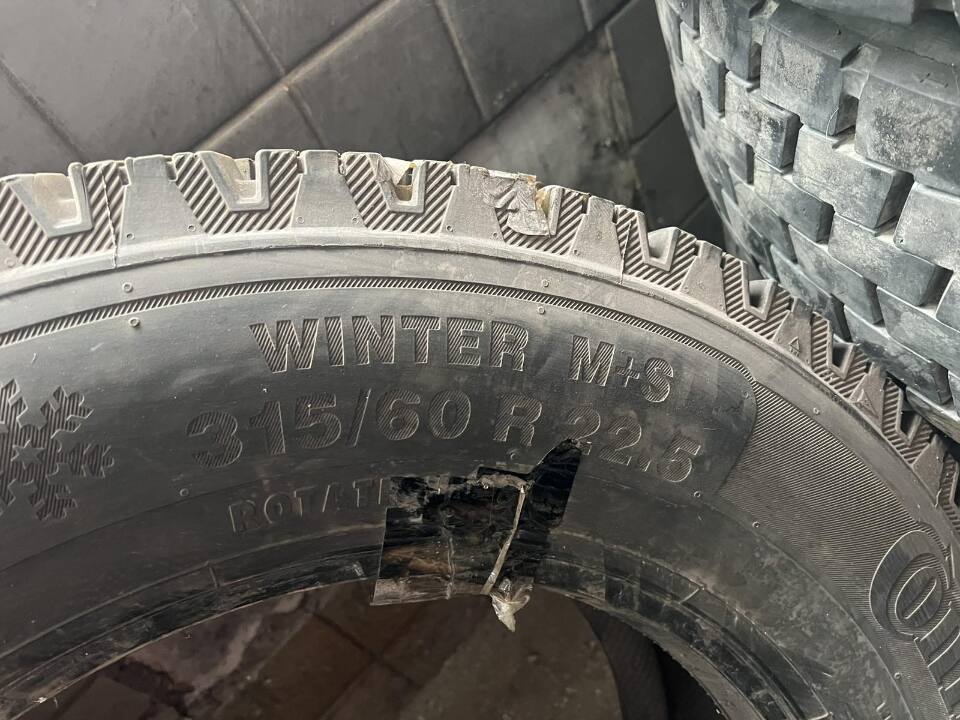 WINTER M+S
315/60 R 22.5